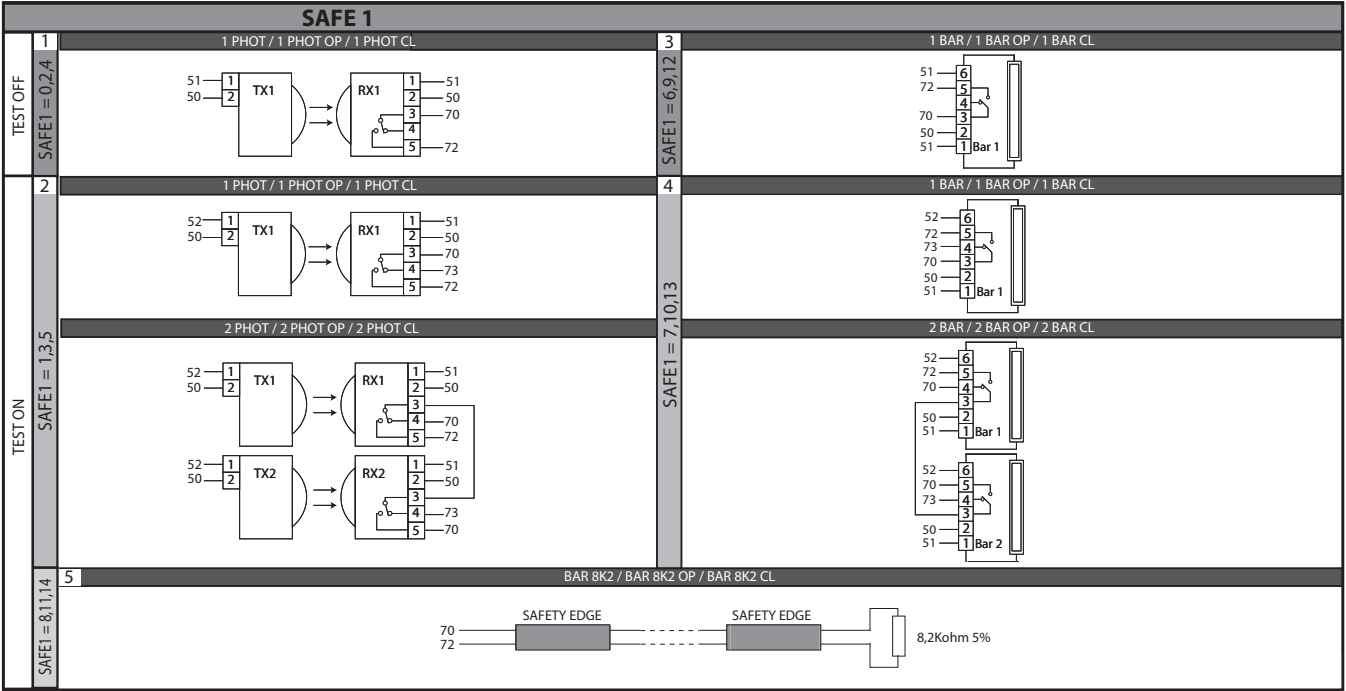 SAFE 1
TEST OFF
SAFE1 = 0,2,4
1
1 PHOT / 1 PHOT OP / 1 PHOT CL
51 1 TX1 RX1 1 51
50 2 2 50
3 70
4
5 72
SAFE1 = 6,9,12
3
1 BAR / 1 BAR OP / 1 BAR CL
51 6
72 5
4
70 3
50 2
51 1 Bar 1
TEST ON
SAFE1 = 1,3,5
2
1 PHOT / 1 PHOT OP / 1 PHOT CL
52 1 TX1 RX1 1 51
50 2 2 50
3 70
4 73
5 72
2 PHOT / 2 PHOT OP / 2 PHOT CL
52 1 TX1 RX1 1 51
50 2 2 50
3
4 70
5 72
52 1 TX2 RX2 1 51
50 2 2 50
3
4 73
5 70
SAFE1 = 7,10,13
4
1 BAR / 1 BAR OP / 1 BAR CL
52 6
72 5
73 4
70 3
50 2
51 1 Bar 1
2 BAR / 2 BAR OP / 2 BAR CL
52 6
72 5
70 4
3
50 2
51 1 Bar 1
52 6
70 5
73 4
3
50 2
51 1 Bar 2
SAFE1 = 8,11,14
5
BAR 8K2 / BAR 8K2 OP / BAR 8K2 CL
SAFETY EDGE SAFETY EDGE
70
72
8,2Kohm 5%